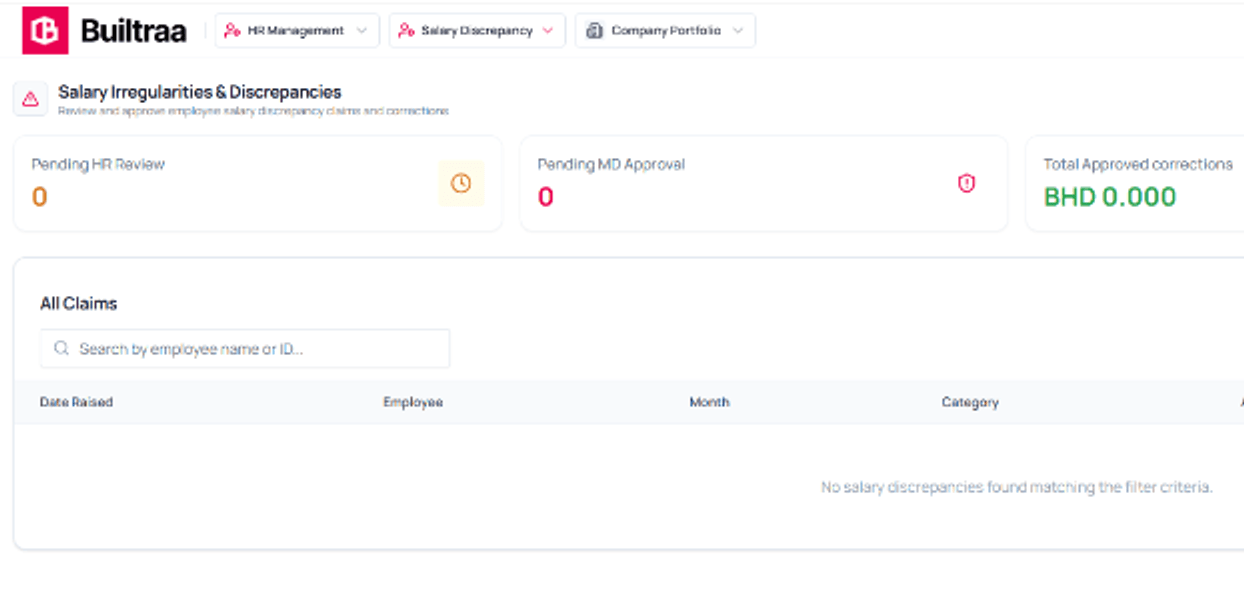 Builtraa
HR Management
Salary Discrepancy
Company Portfolio
Salary Irregularities & Discrepancies
Review and approve employee salary discrepancy claims and corrections
Pending HR Review
0
Pending MD Approval
0
Total Approved corrections
BHD 0.000
All Claims
Search by employee name or ID...
Date Raised Employee Month Category
No salary discrepancies found matching the filter criteria.